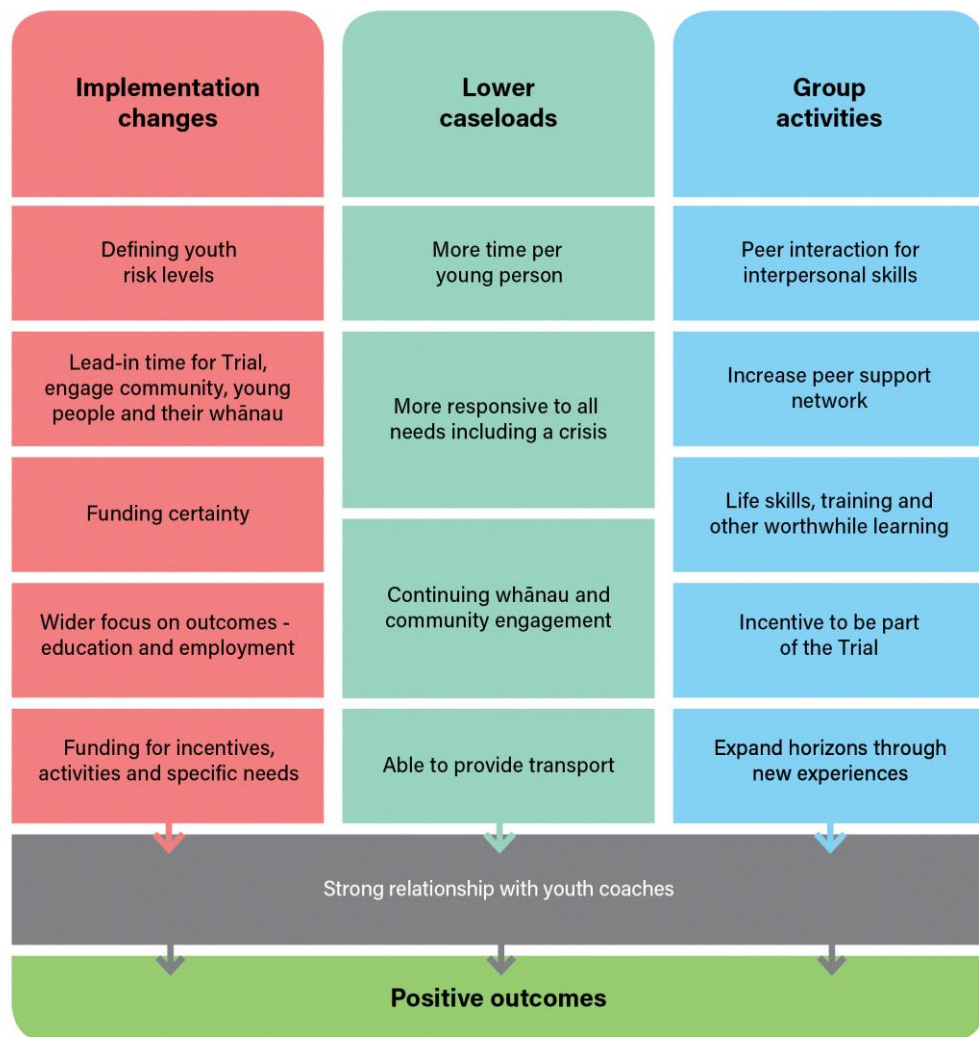 Implementation
changes
Defining youth
risk levels
Lead-in time for Trial,
engage community, young
people and their whānau
Funding certainty
Wider focus on outcomes -
education and employment
Funding for incentives,
activities and specific needs
Lower
caseloads
More time per
young person
More responsive to all
needs including a crisis
Continuing whānau and
community engagement
Able to provide transport
Group
activities
Peer interaction for
interpersonal skills
Increase peer support
network
Life skills, training and
other worthwhile learning
Incentive to be part
of the Trial
Expand horizons through
new experiences
Strong relationship with youth coaches
Positive outcomes